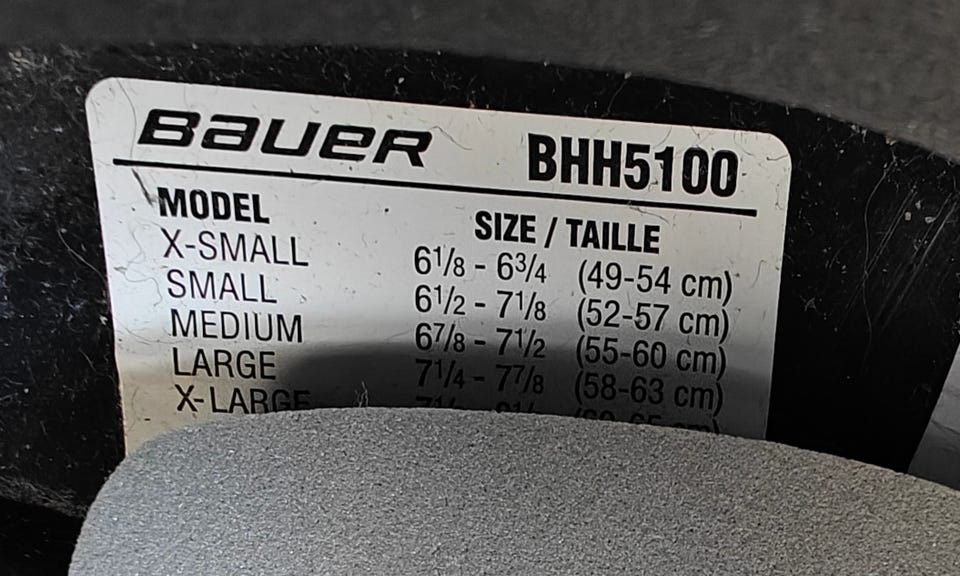 BAUER BHH5100
MODEL SIZE / TAILLE
X-SMALL 6 1/8 - 6 3/4 (49-54 cm)
SMALL 6 1/2 - 7 1/8 (52-57 cm)
MEDIUM 6 7/8 - 7 1/2 (55-60 cm)
LARGE 7 1/4 - 7 7/8 (58-63 cm)
X-LARGE